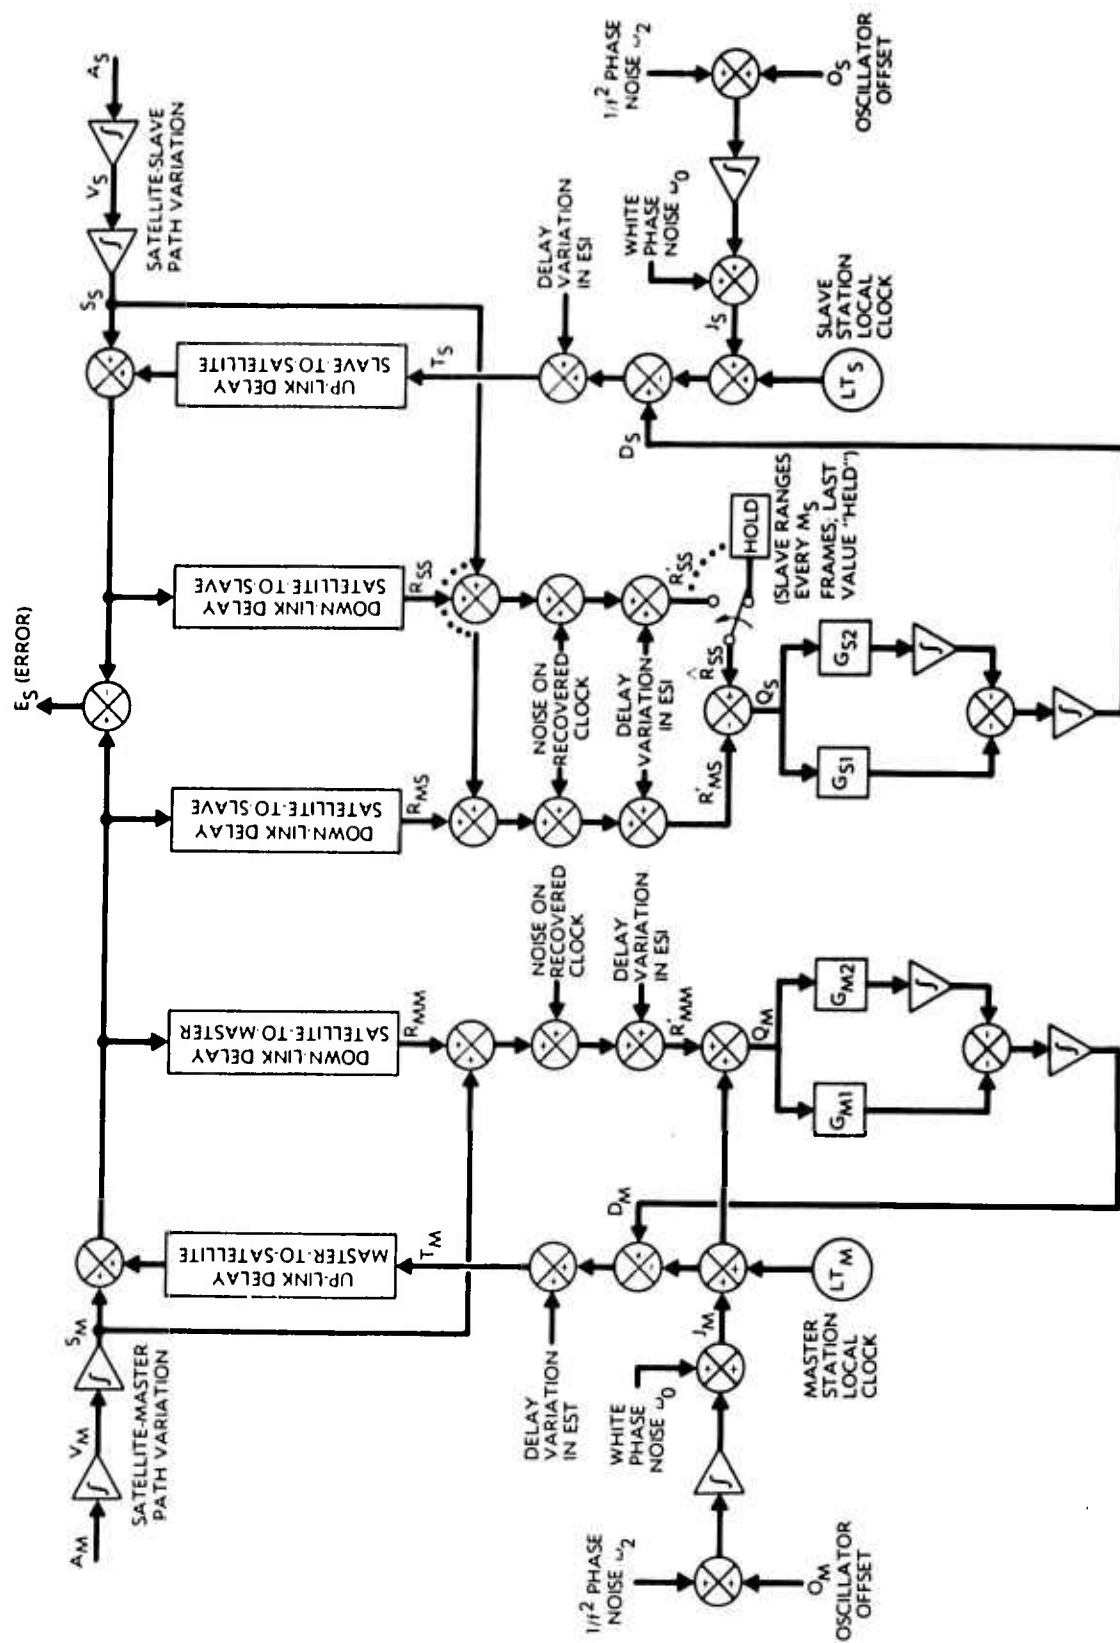 E_S (ERROR)
A_M
V_M
S_M
SATELLITE-MASTER
PATH VARIATION
S_S
V_S
A_S
SATELLITE-SLAVE
PATH VARIATION
UP-LINK DELAY
MASTER-TO-SATELLITE
DOWN-LINK DELAY
SATELLITE-TO-MASTER
DOWN-LINK DELAY
SATELLITE-TO-SLAVE
DOWN-LINK DELAY
SATELLITE-TO-SLAVE
UP-LINK DELAY
SLAVE-TO-SATELLITE
T_M
R_MM
R_MS
R_SS
T_S
DELAY
VARIATION
IN EST
NOISE ON
RECOVERED
CLOCK
NOISE ON
RECOVERED
CLOCK
DELAY
VARIATION
IN ESI
DELAY
VARIATION
IN ESI
DELAY
VARIATION
IN ESI
D_M
R'_MM
R'_MS
R'_SS
R̂_SS
HOLD
(SLAVE RANGES
EVERY M_S
FRAMES; LAST
VALUE "HELD")
D_S
1/f² PHASE
NOISE ω_2
WHITE
PHASE
NOISE ω_0
J_M
O_M
OSCILLATOR
OFFSET
MASTER
STATION
LOCAL
CLOCK
LT_M
Q_M
G_M1
G_M2
Q_S
G_S1
G_S2
LT_S
SLAVE
STATION
LOCAL
CLOCK
J_S
WHITE
PHASE
NOISE ω_0
1/f² PHASE
NOISE ω_2
O_S
OSCILLATOR
OFFSET